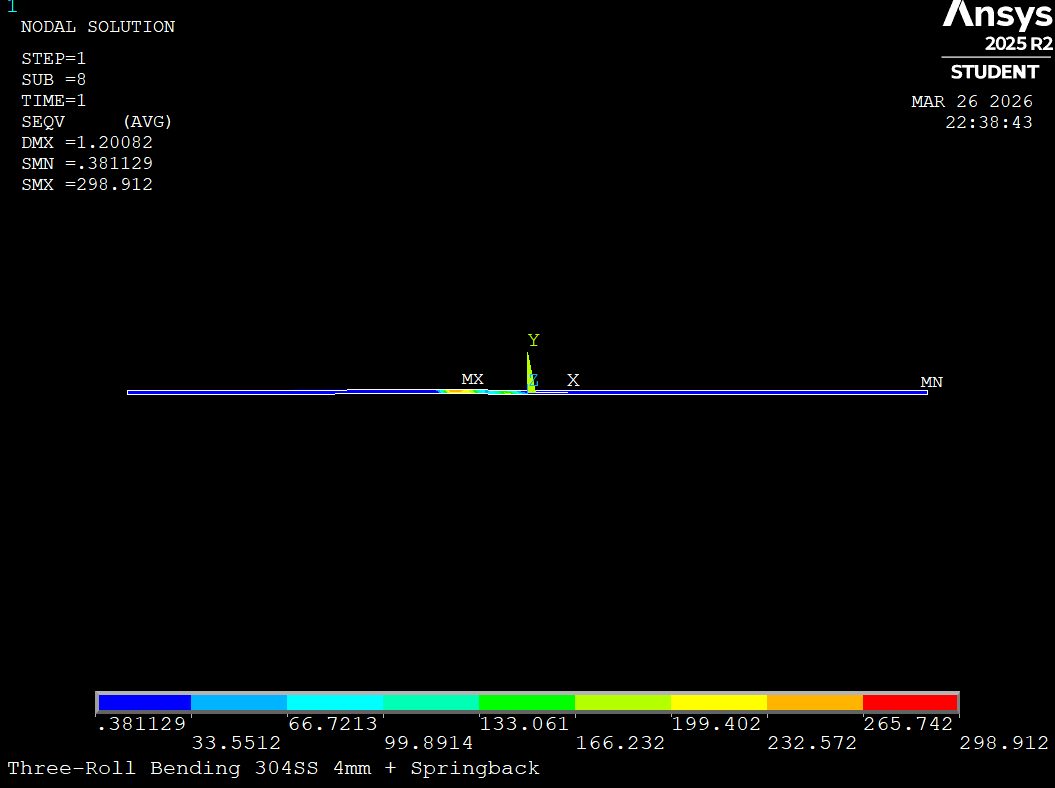 1
NODAL SOLUTION
STEP=1
SUB =8
TIME=1
SEQV (AVG)
DMX =1.20082
SMN =.381129
SMX =298.912
Ansys
2025 R2
STUDENT
MAR 26 2026
22:38:43
Y
MX Z X MN
.381129 66.7213 133.061 199.402 265.742
33.5512 99.8914 166.232 232.572 298.912
Three-Roll Bending 304SS 4mm + Springback